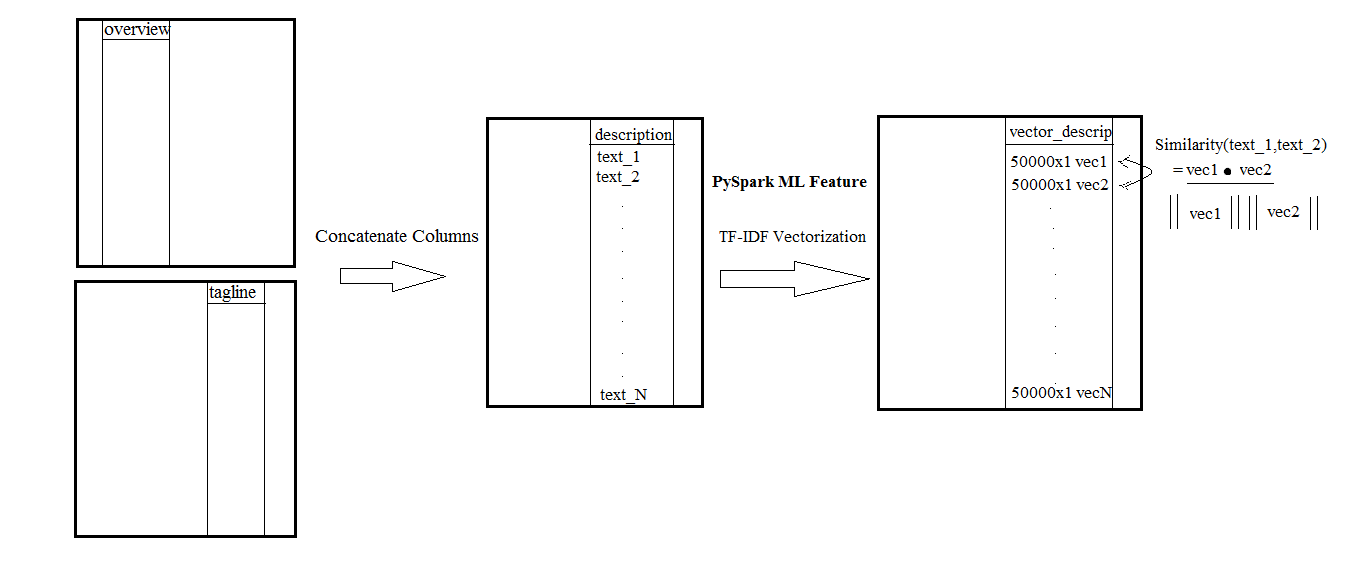 overview
tagline
Concatenate Columns
description
text_1
text_2
text_N
PySpark ML Feature
TF-IDF Vectorization
vector_descrip
50000x1 vec1
50000x1 vec2
50000x1 vecN
Similarity(text_1,text_2)
= vec1 ● vec2
|| vec1 || || vec2 ||